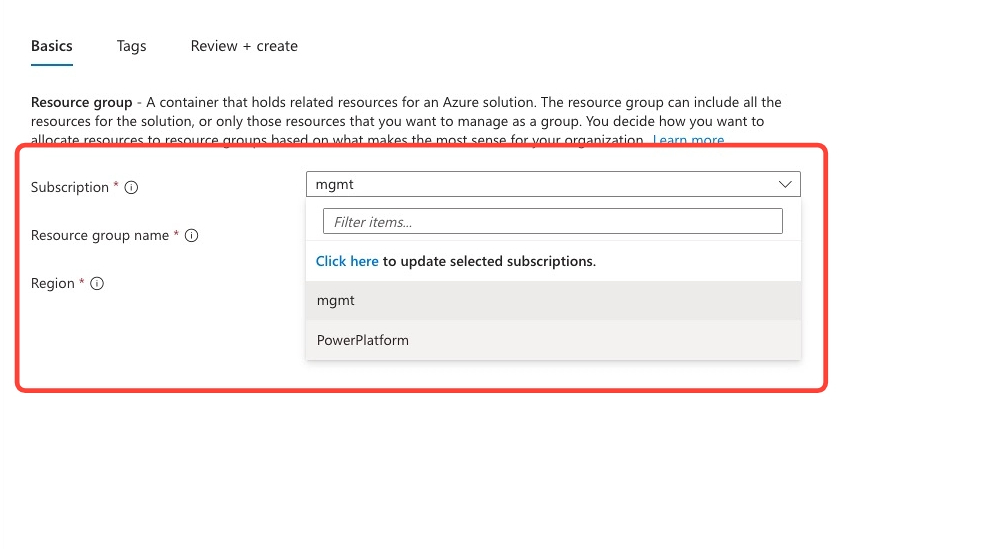 Basics Tags Review + create
Resource group - A container that holds related resources for an Azure solution. The resource group can include all the
resources for the solution, or only those resources that you want to manage as a group. You decide how you want to
allocate resources to resource groups based on what makes the most sense for your organization. Learn more
Subscription *
mgmt
Filter items...
Resource group name *
Click here to update selected subscriptions.
Region *
mgmt
PowerPlatform